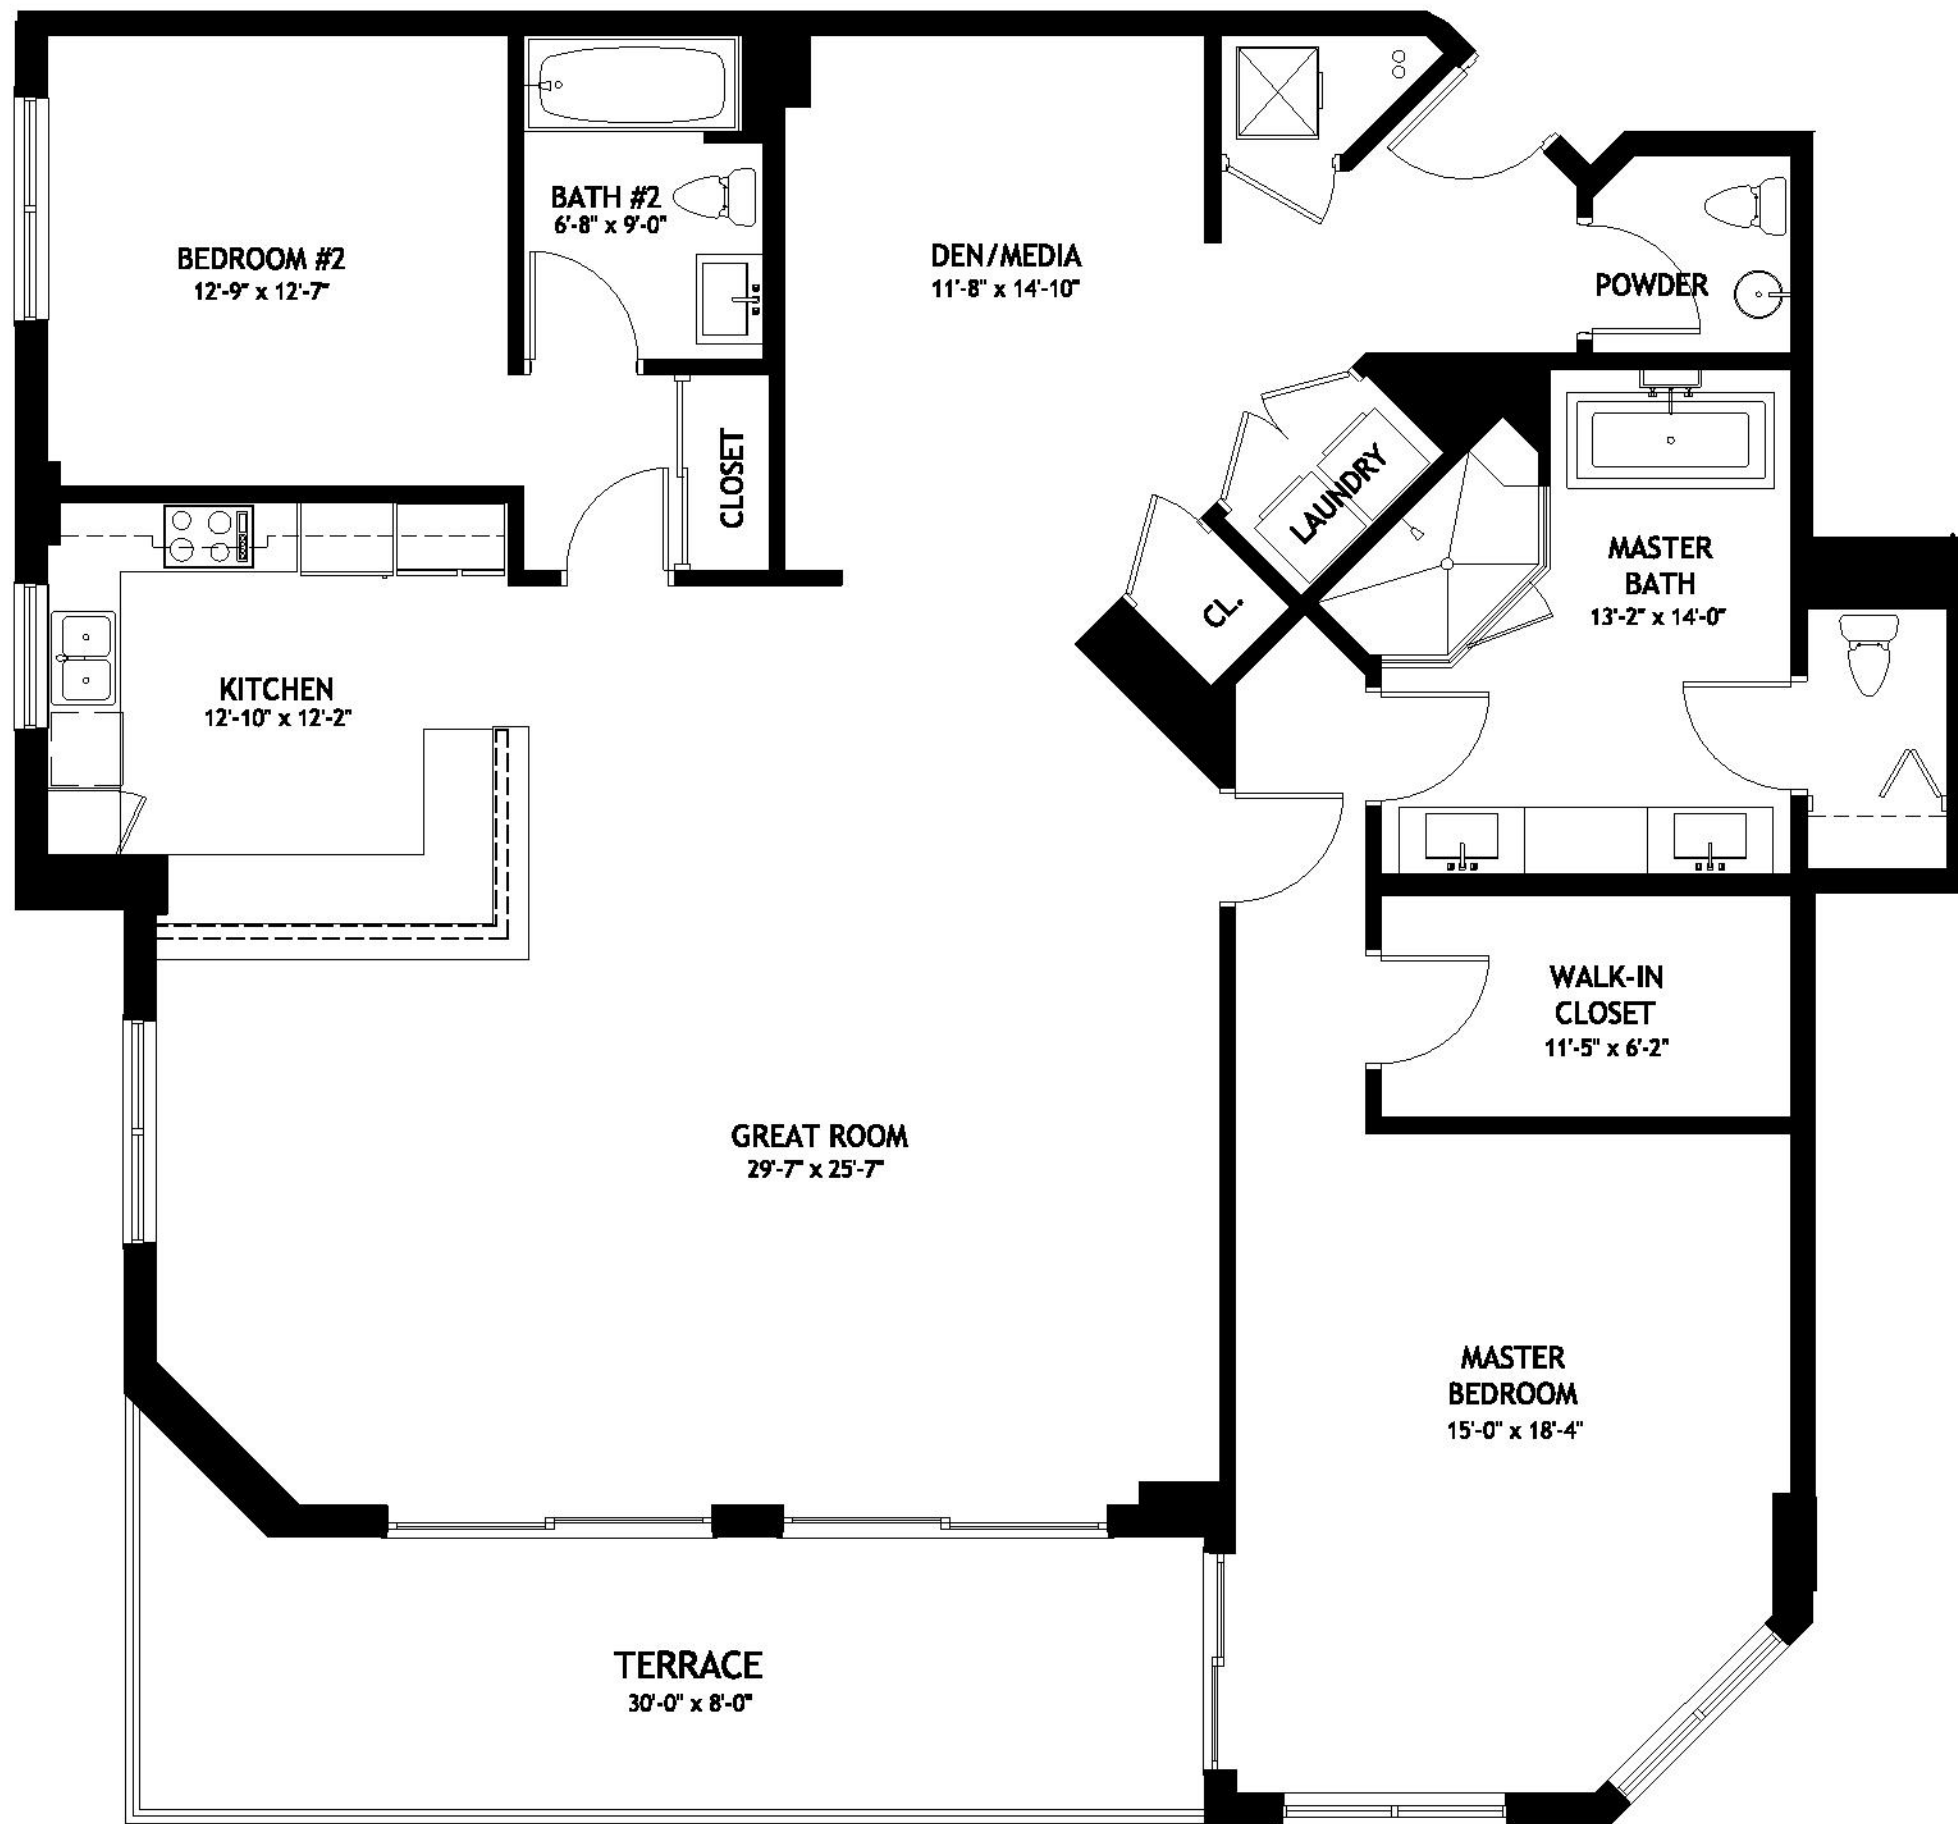 BEDROOM #2
12'-9" x 12'-7"
BATH #2
6'-8" x 9'-0"
DEN/MEDIA
11'-8" x 14'-10"
POWDER
CLOSET
LAUNDRY
CL.
MASTER
BATH
13'-2" x 14'-0"
KITCHEN
12'-10" x 12'-2"
WALK-IN
CLOSET
11'-5" x 6'-2"
GREAT ROOM
29'-7" x 25'-7"
MASTER
BEDROOM
15'-0" x 18'-4"
TERRACE
30'-0" x 8'-0"